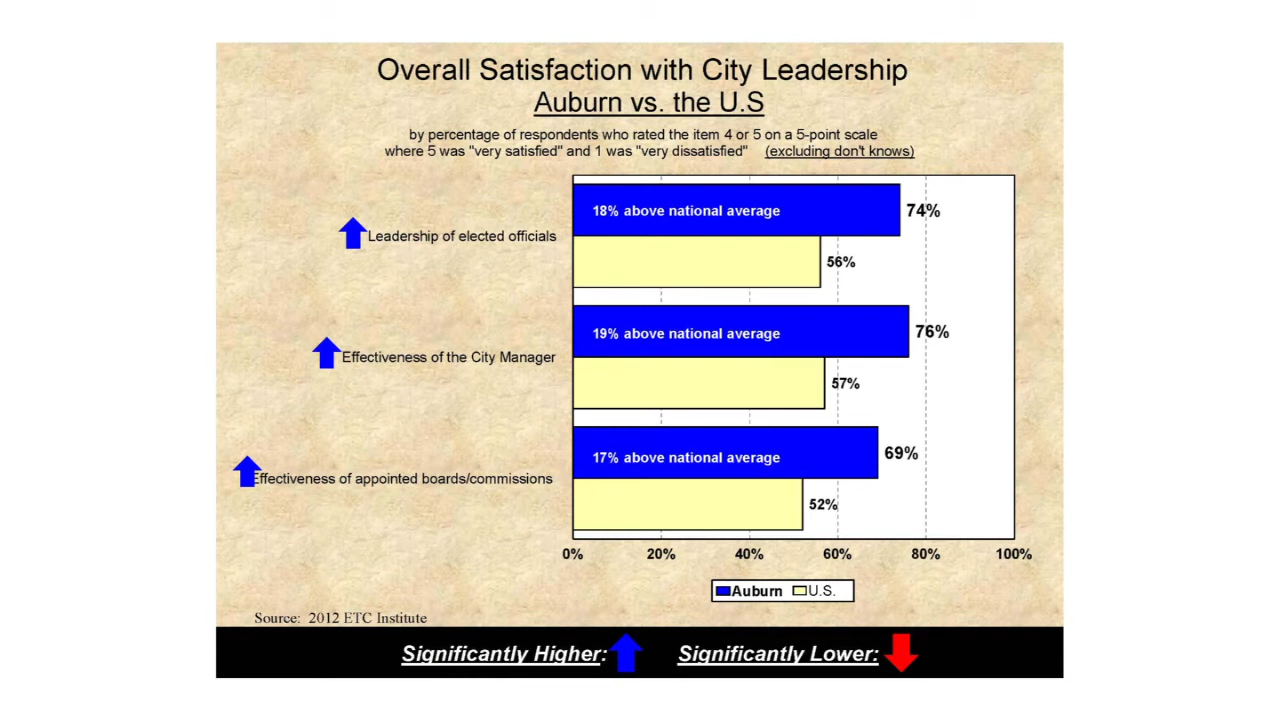 Overall Satisfaction with City Leadership
Auburn vs. the U.S
by percentage of respondents who rated the item 4 or 5 on a 5-point scale
where 5 was "very satisfied" and 1 was "very dissatisfied" (excluding don't knows)
18% above national average
74%
Leadership of elected officials
56%
19% above national average
76%
Effectiveness of the City Manager
57%
17% above national average
69%
Effectiveness of appointed boards/commissions
52%
0% 20% 40% 60% 80% 100%
Auburn U.S.
Source: 2012 ETC Institute
Significantly Higher: Significantly Lower: